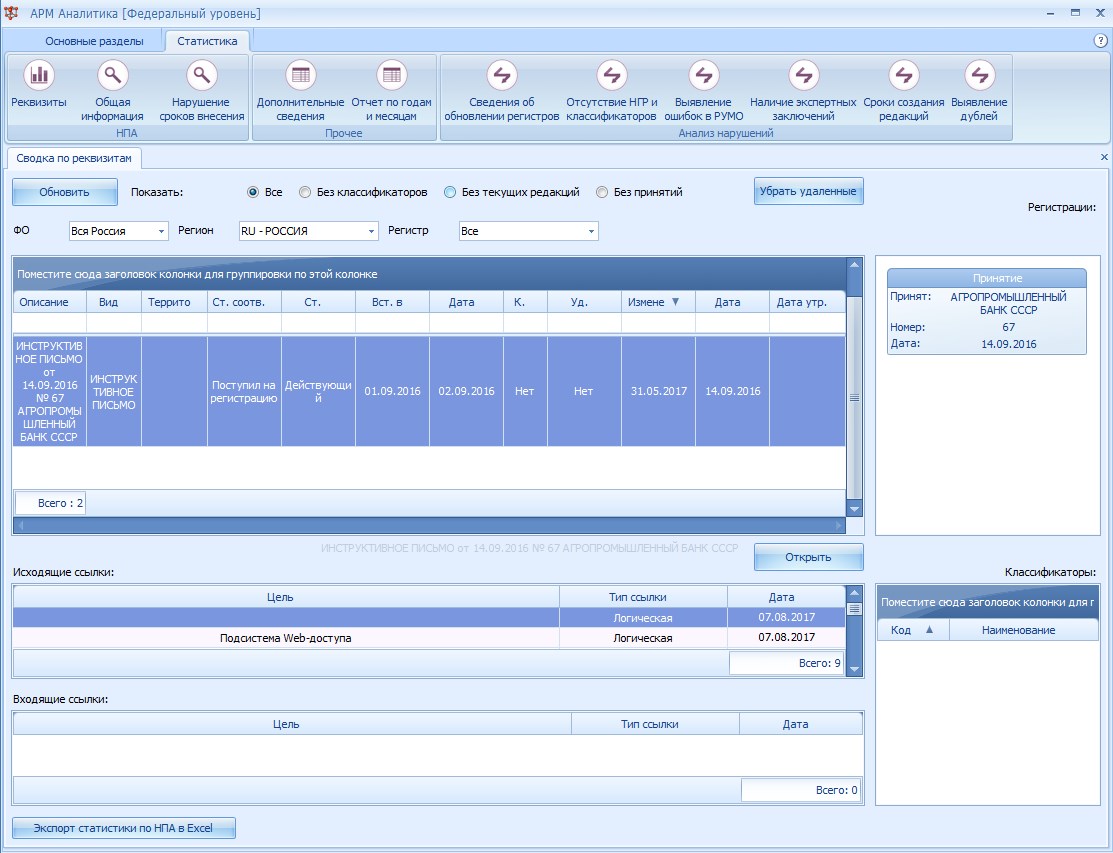 АРМ Аналитика [Федеральный уровень]
Основные разделы Статистика
Реквизиты
Общая
информация
Нарушение
сроков внесения
НПА
Дополнительные
сведения
Отчет по годам
и месяцам
Прочее
Сведения об
обновлении регистров
Отсутствие НГР и
классификаторов
Выявление
ошибок в РУМО
Наличие экспертных
заключений
Сроки создания
редакций
Выявление
дублей
Анализ нарушений
Сводка по реквизитам
Обновить Показать: Все Без классификаторов Без текущих редакций Без принятий Убрать удаленные
Регистрации:
ФО Вся Россия Регион RU - РОССИЯ Регистр Все
Поместите сюда заголовок колонки для группировки по этой колонке
Описание Вид Террито Ст. соотв. Ст. Вст. в Дата К. Уд. Измене Дата Дата утр.
ИНСТРУКТИВ
НОЕ ПИСЬМО
от
14.09.2016
№ 67
АГРОПРОМЫ
ШЛЕННЫЙ
БАНК СССР
ИНСТРУК
ТИВНОЕ
ПИСЬМО
Поступил на
регистрацию
Действующи
й
01.09.2016 02.09.2016 Нет Нет 31.05.2017 14.09.2016
Всего : 2
Принятие
Принят: АГРОПРОМЫШЛЕННЫЙ
БАНК СССР
Номер: 67
Дата: 14.09.2016
ИНСТРУКТИВНОЕ ПИСЬМО от 14.09.2016 № 67 АГРОПРОМЫШЛЕННЫЙ БАНК СССР
Открыть
Исходящие ссылки:
Цель Тип ссылки Дата
Логическая 07.08.2017
Подсистема Web-доступа Логическая 07.08.2017
Всего: 9
Классификаторы:
Поместите сюда заголовок колонки для г
Код Наименование
Входящие ссылки:
Цель Тип ссылки Дата
Всего: 0
Экспорт статистики по НПА в Excel